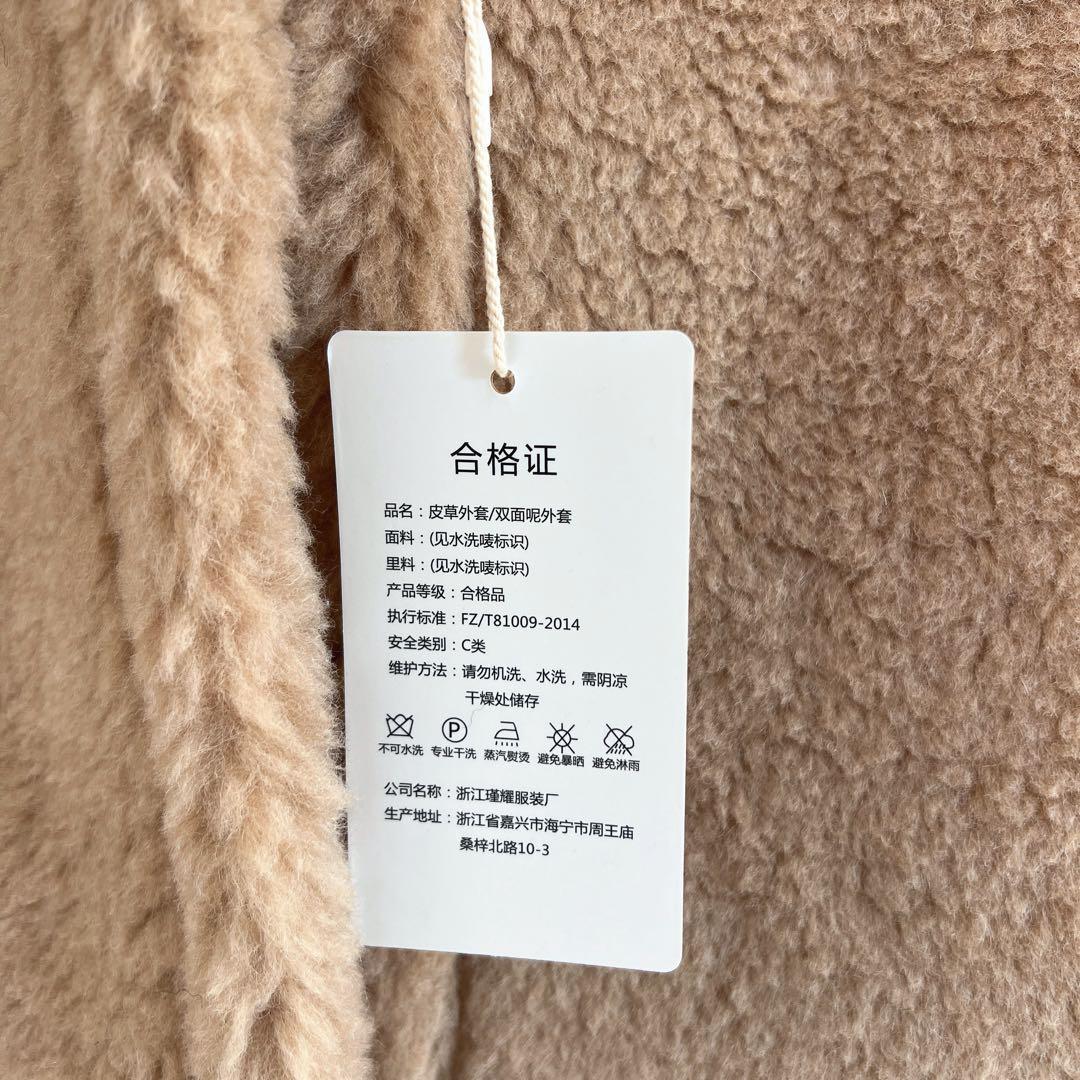 合格证
品名：皮草外套/双面呢外套
面料：(见水洗唛标识)
里料：(见水洗唛标识)
产品等级：合格品
执行标准：FZ/T81009-2014
安全类别：C类
维护方法：请勿机洗、水洗，需阴凉
干燥处储存
P
不可水洗 专业干洗 蒸汽熨烫 避免暴晒 避免淋雨
公司名称：浙江瑾耀服装厂
生产地址：浙江省嘉兴市海宁市周王庙
桑梓北路10-3